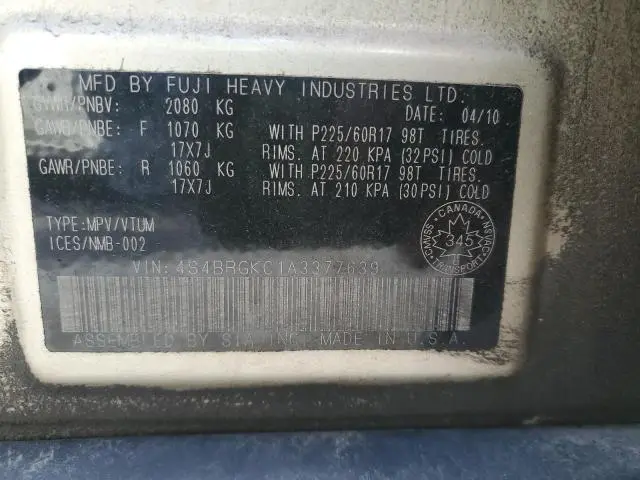 MFD BY FUJI HEAVY INDUSTRIES LTD.
GVWR/PNBV: 2080 KG DATE: 04/10
GAWR/PNBE: F 1070 KG WITH P225/60R17 98T TIRES.
17X7J RIMS. AT 220 KPA (32PSI) COLD
GAWR/PNBE: R 1060 KG WITH P225/60R17 98T TIRES.
17X7J RIMS. AT 210 KPA (30PSI) COLD
TYPE:MPV/VTUM
ICES/NMB-002
CANADA
CMVSS NSVAC
345
TRANSPORT
VIN:4S4BRGKC1A3377639
ASSEMBLED BY SIA INC. MADE IN U.S.A.